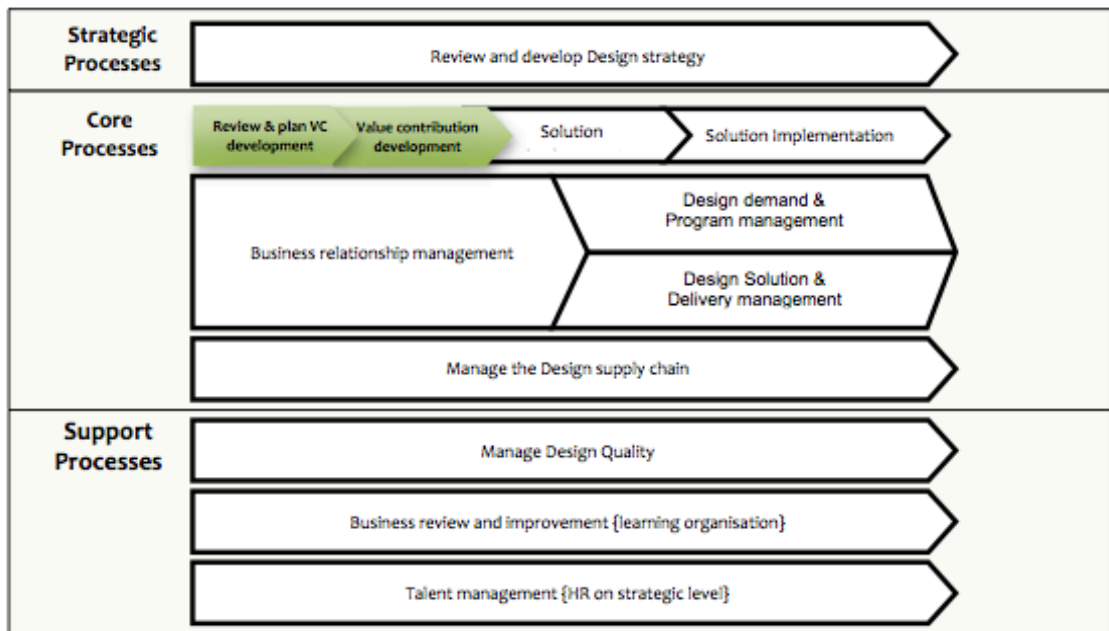 Strategic
Processes
Review and develop Design strategy
Core
Processes
Review & plan VC
development
Value contribution
development
Solution
Solution Implementation
Business relationship management
Design demand &
Program management
Design Solution &
Delivery management
Manage the Design supply chain
Support
Processes
Manage Design Quality
Business review and improvement {learning organisation}
Talent management {HR on strategic level}